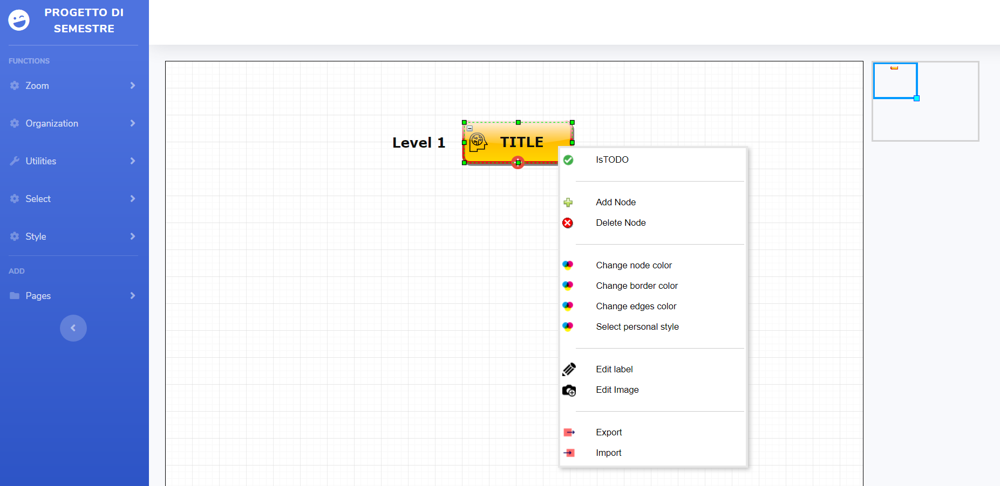 PROGETTO DI
SEMESTRE
FUNCTIONS
Zoom
Organization
Utilities
Select
Style
ADD
Pages
Level 1
TITLE
IsTODO
Add Node
Delete Node
Change node color
Change border color
Change edges color
Select personal style
Edit label
Edit Image
Export
Import